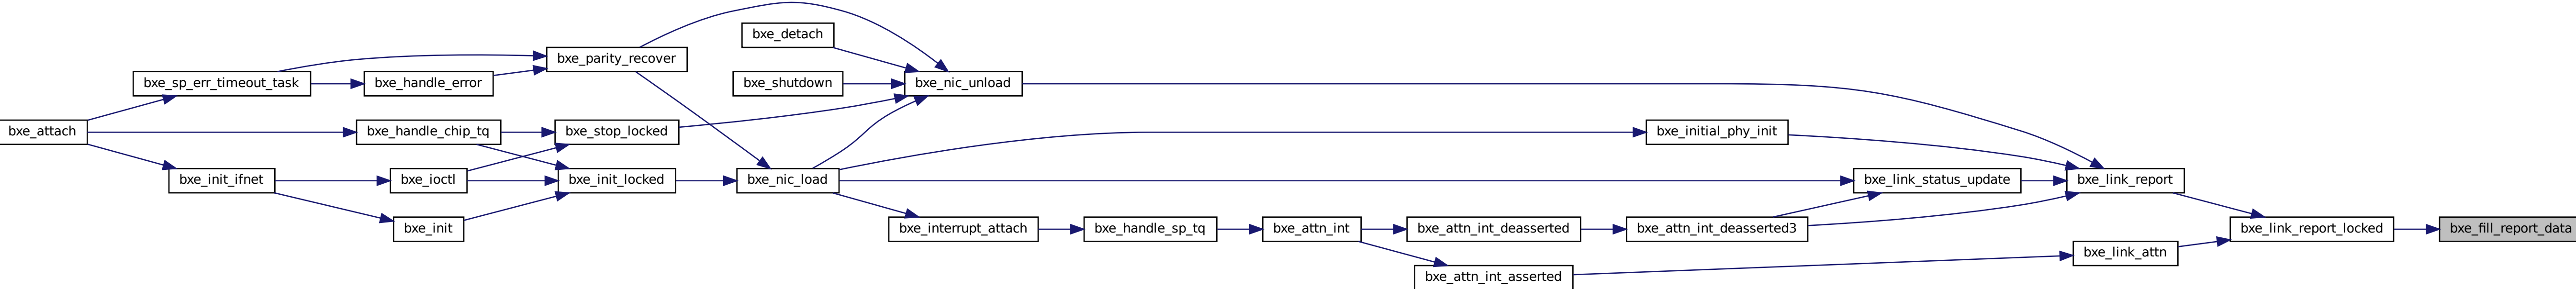 bxe_detach
bxe_parity_recover
bxe_sp_err_timeout_task
bxe_handle_error
bxe_shutdown
bxe_nic_unload
bxe_attach
bxe_handle_chip_tq
bxe_stop_locked
bxe_initial_phy_init
bxe_init_ifnet
bxe_ioctl
bxe_init_locked
bxe_nic_load
bxe_link_status_update
bxe_link_report
bxe_init
bxe_interrupt_attach
bxe_handle_sp_tq
bxe_attn_int
bxe_attn_int_deasserted
bxe_attn_int_deasserted3
bxe_link_report_locked
bxe_fill_report_data
bxe_link_attn
bxe_attn_int_asserted